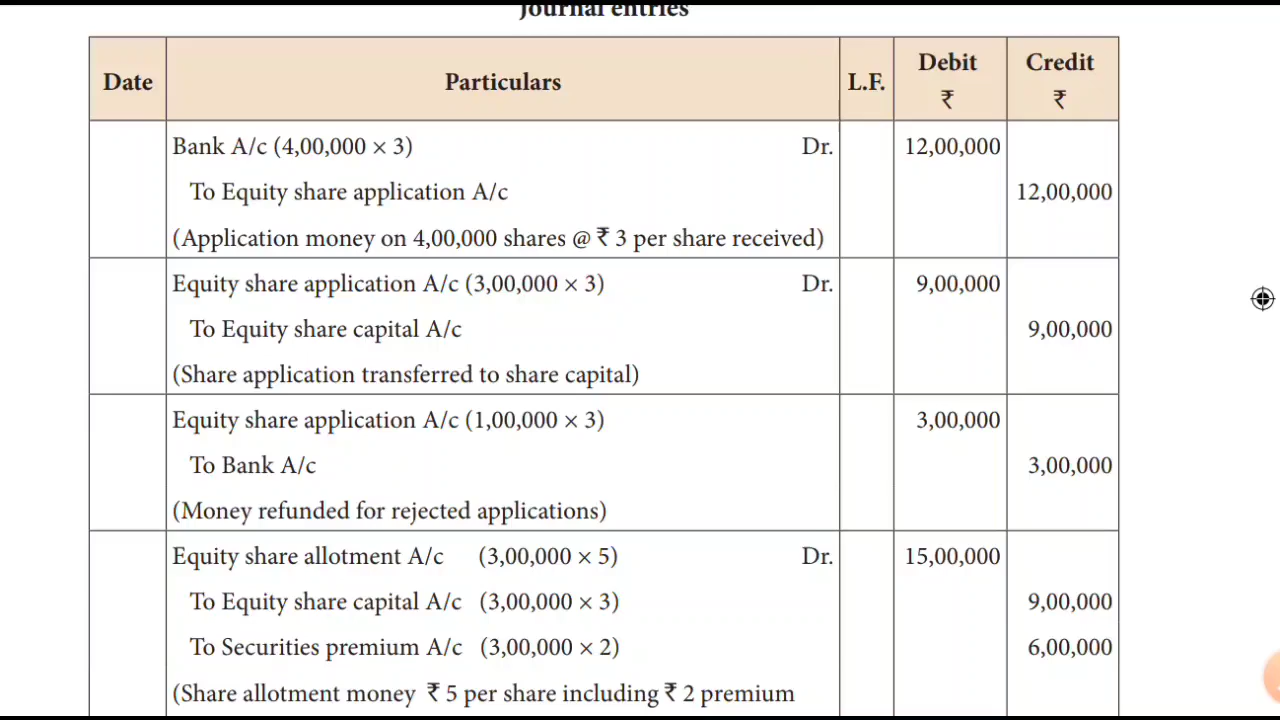 Journal entries
Date Particulars L.F. Debit ₹ Credit ₹
Bank A/c (4,00,000 × 3) Dr. 12,00,000
To Equity share application A/c 12,00,000
(Application money on 4,00,000 shares @ ₹ 3 per share received)
Equity share application A/c (3,00,000 × 3) Dr. 9,00,000
To Equity share capital A/c 9,00,000
(Share application transferred to share capital)
Equity share application A/c (1,00,000 × 3) 3,00,000
To Bank A/c 3,00,000
(Money refunded for rejected applications)
Equity share allotment A/c (3,00,000 × 5) Dr. 15,00,000
To Equity share capital A/c (3,00,000 × 3) 9,00,000
To Securities premium A/c (3,00,000 × 2) 6,00,000
(Share allotment money ₹ 5 per share including ₹ 2 premium